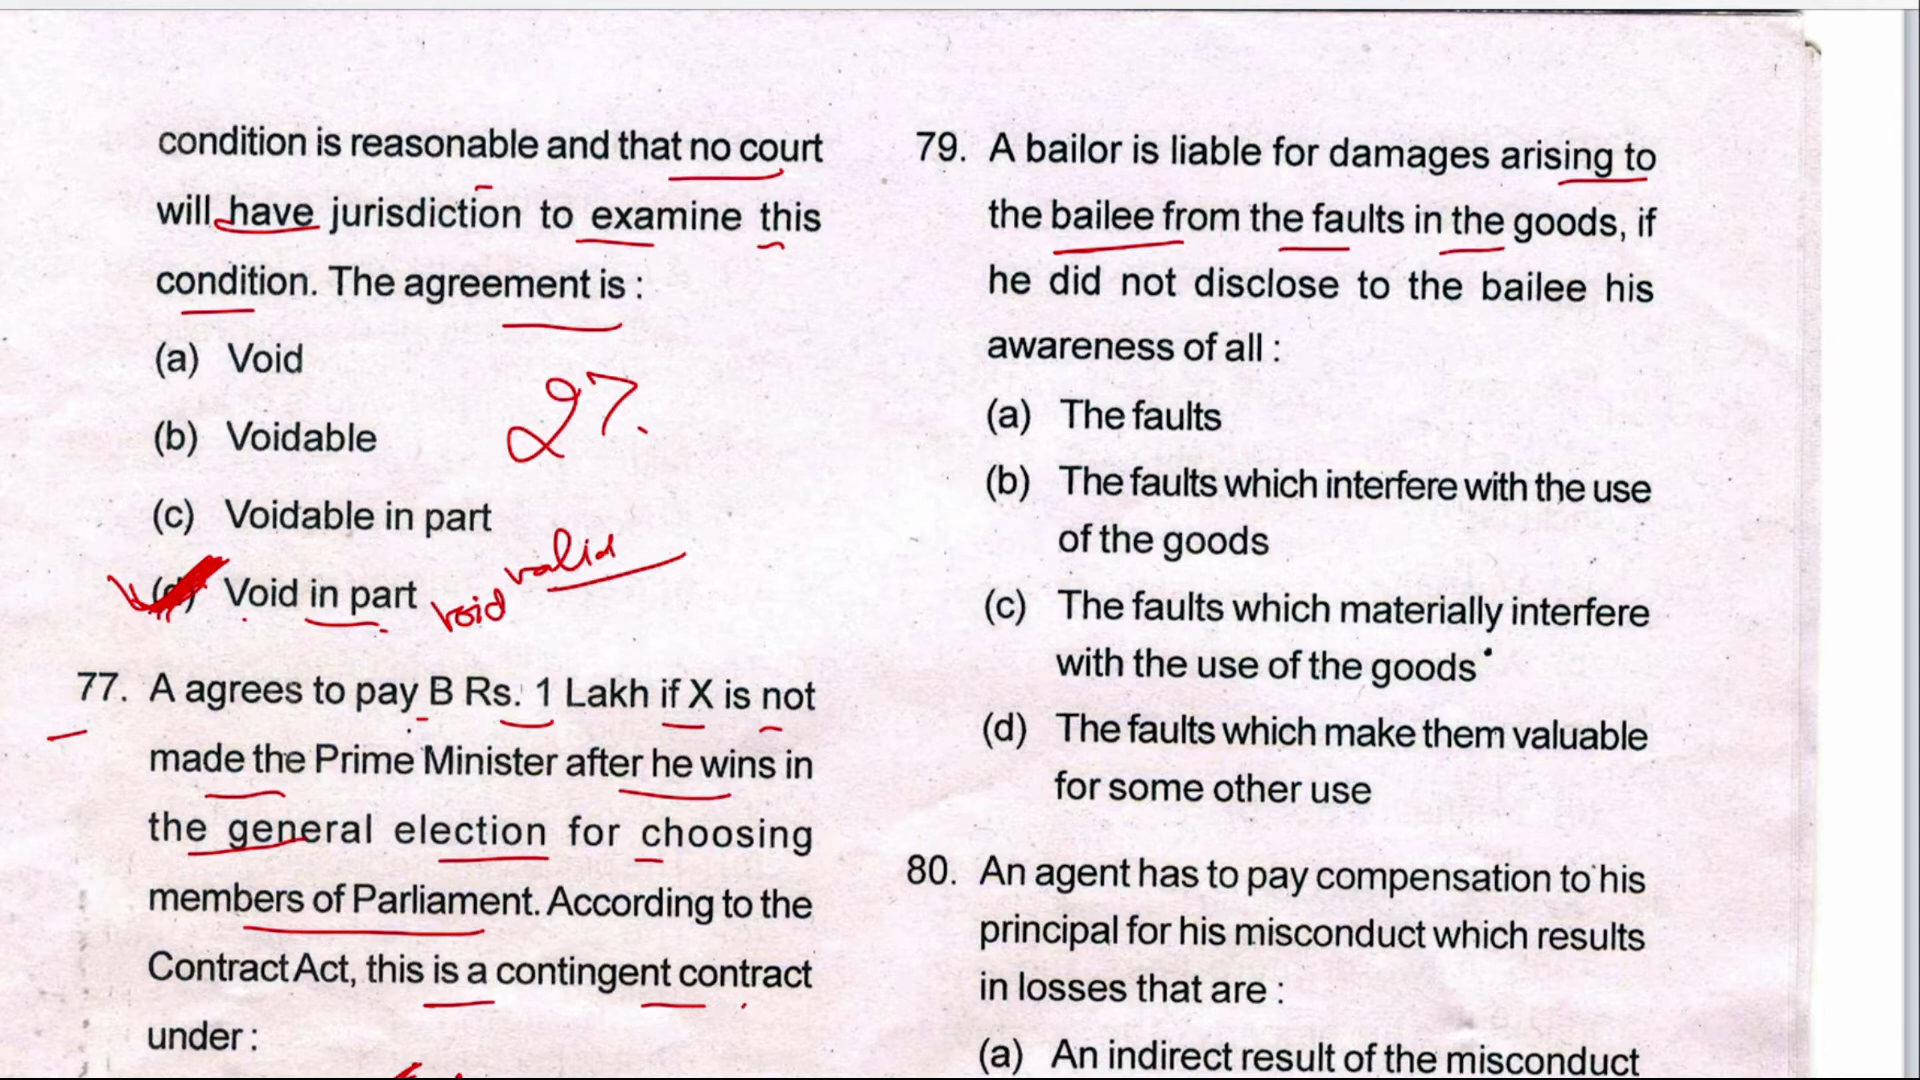 condition is reasonable and that no court
will have jurisdiction to examine this
condition. The agreement is :
(a) Void
(b) Voidable
27.
(c) Voidable in part
valid
(d) Void in part
void
77. A agrees to pay B Rs. 1 Lakh if X is not
made the Prime Minister after he wins in
the general election for choosing
members of Parliament. According to the
Contract Act, this is a contingent contract
under :
79. A bailor is liable for damages arising to
the bailee from the faults in the goods, if
he did not disclose to the bailee his
awareness of all :
(a) The faults
(b) The faults which interfere with the use
of the goods
(c) The faults which materially interfere
with the use of the goods
(d) The faults which make them valuable
for some other use
80. An agent has to pay compensation to his
principal for his misconduct which results
in losses that are :
(a) An indirect result of the misconduct